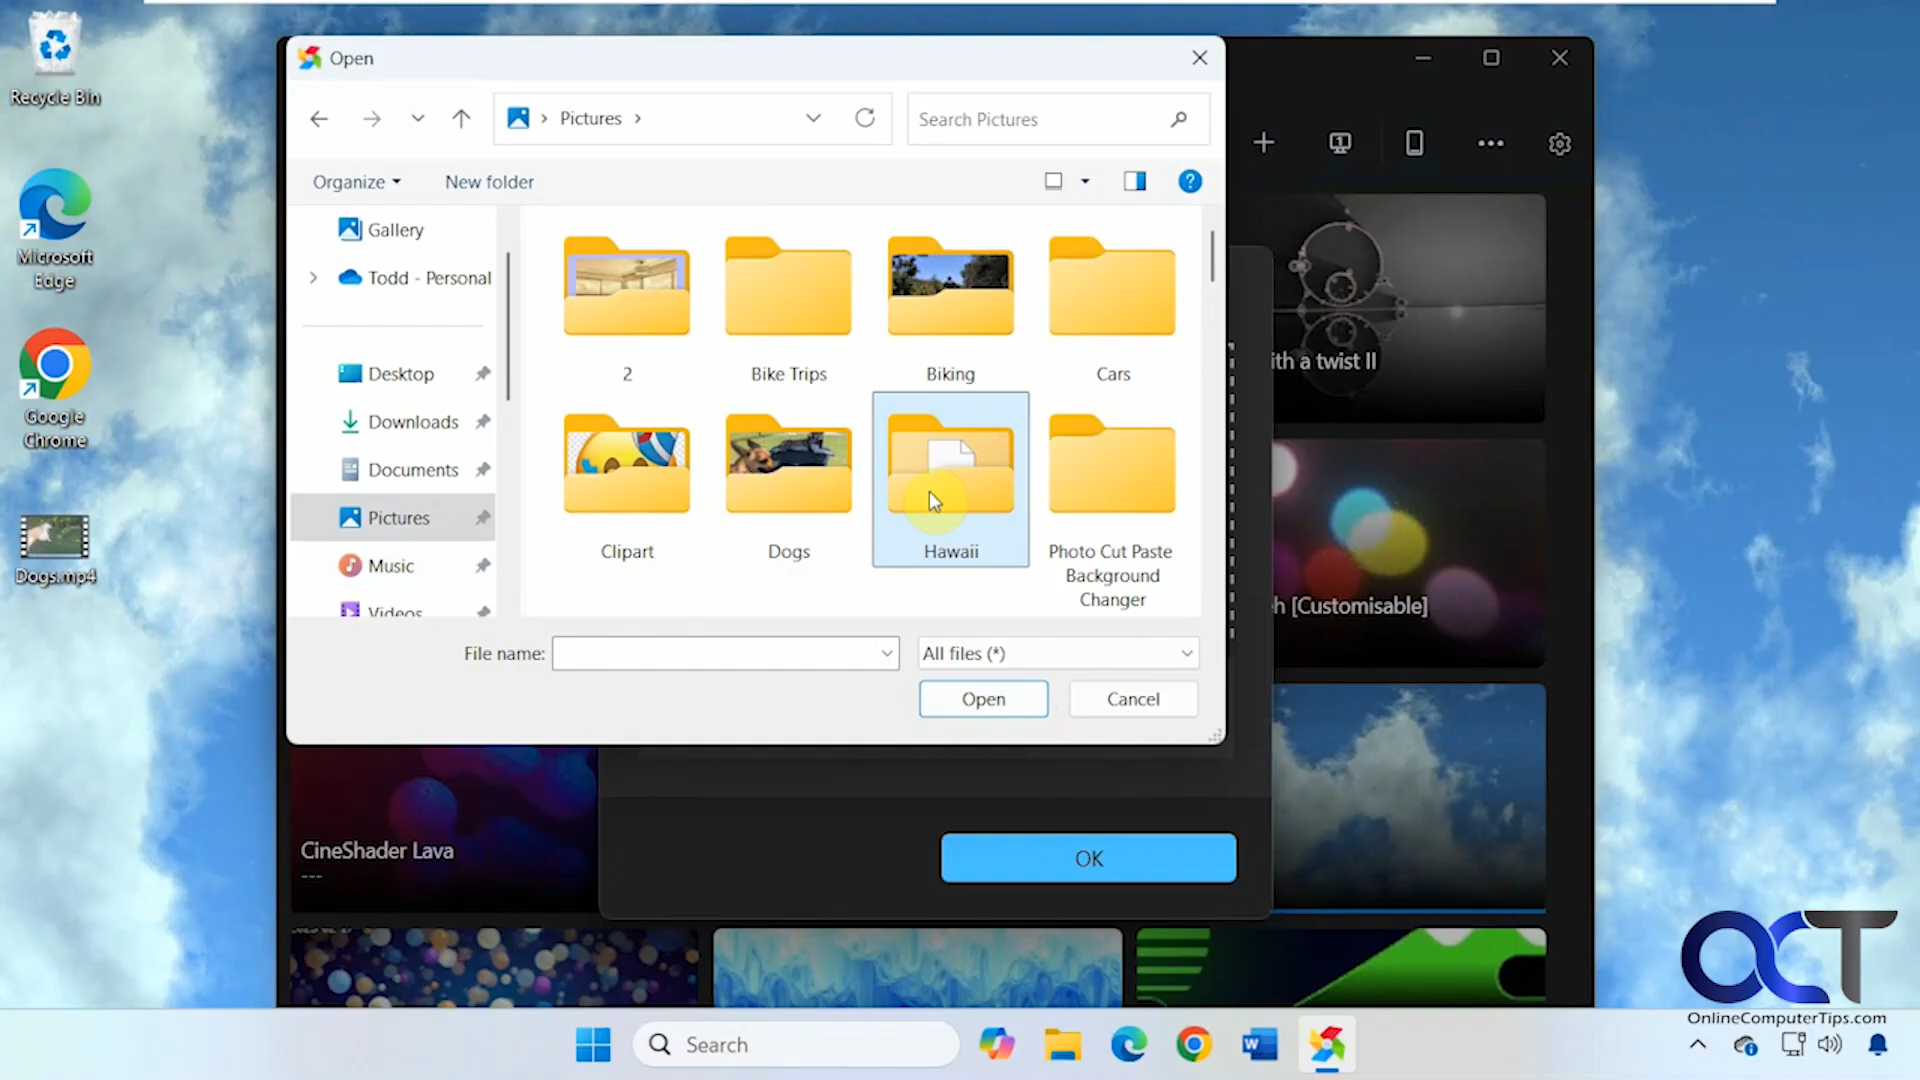 Recycle Bin
Microsoft
Edge
Google
Chrome
Dogs.mp4
Open
Pictures
Search Pictures
Organize
New folder
Gallery
Todd - Personal
Desktop
Downloads
Documents
Pictures
Music
Videos
2
Bike Trips
Biking
Cars
Clipart
Dogs
Hawaii
Photo Cut Paste
Background
Changer
File name:
All files (*)
Open
Cancel
1
ith a twist II
h [Customisable]
CineShader Lava
---
OK
OCT
OnlineComputerTips.com
Search
W